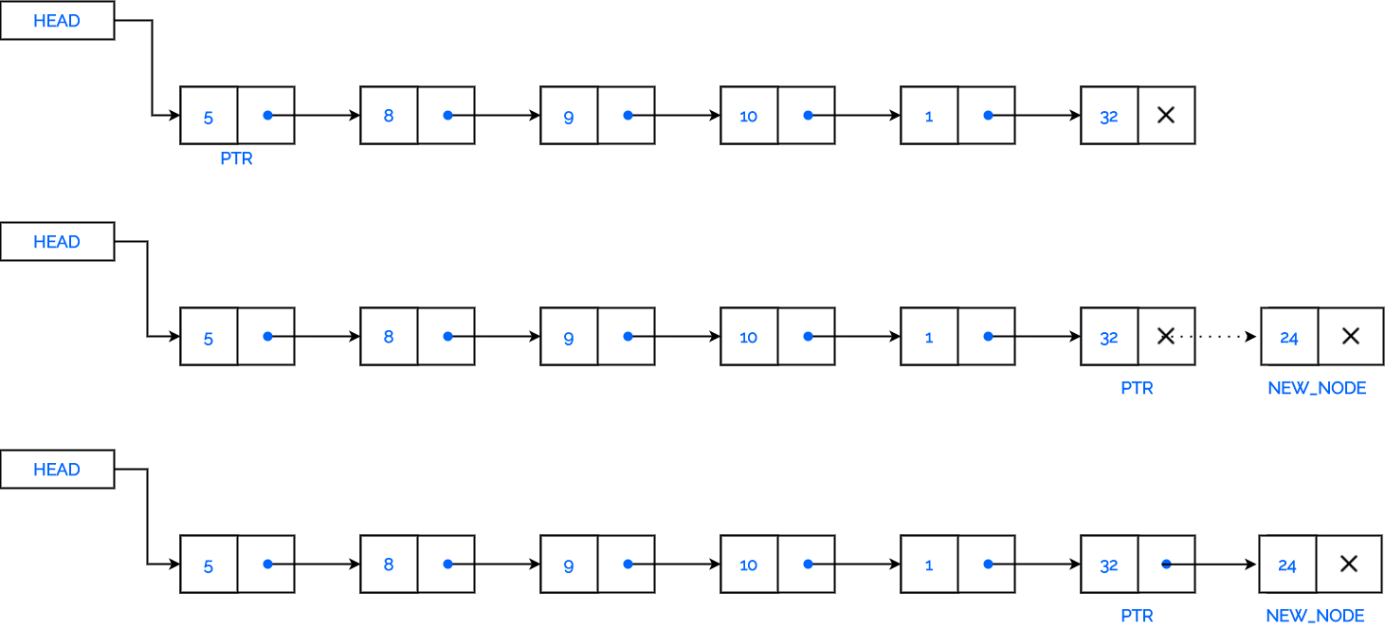 HEAD
5 8 9 10 1 32 ×
PTR
HEAD
5 8 9 10 1 32 × 24 ×
PTR NEW_NODE
HEAD
5 8 9 10 1 32 24 ×
PTR NEW_NODE